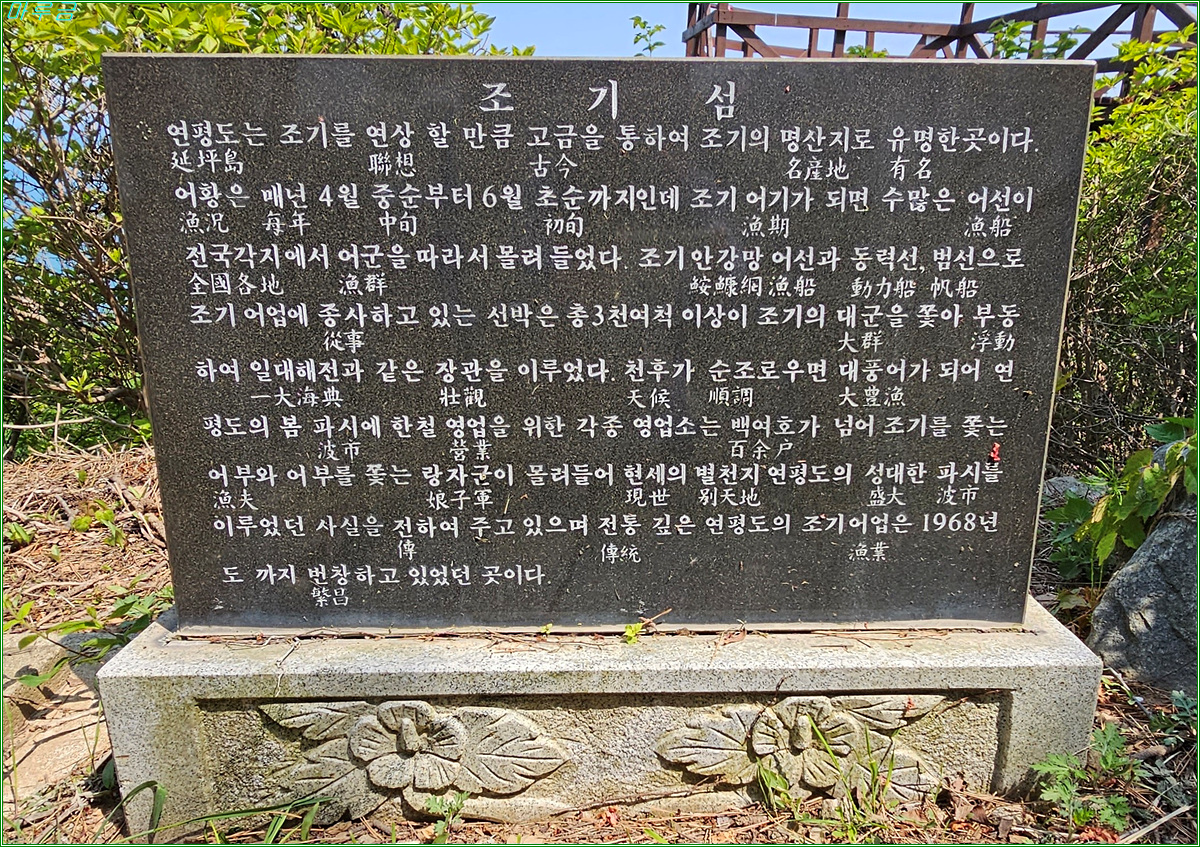 미루금
조 기 섬
연평도는 조기를 연상 할 만큼 고금을 통하여 조기의 명산지로 유명한곳이다.
延坪島 聯想 古今 名産地 有名
어황은 매년 4월 중순부터 6월 초순까지인데 조기 어기가 되면 수많은 어선이
漁況 每年 中旬 初旬 漁期 漁船
전국각지에서 어군을 따라서 몰려 들었다. 조기 안강망 어선과 동력선, 범선으로
全國各地 漁群 鮟鱇網 漁船 動力船 帆船
조기 어업에 종사하고 있는 선박은 총3천여척 이상이 조기의 대군을 쫓아 부동
從事 大群 浮動
하여 일대해전과 같은 장관을 이루었다. 천후가 순조로우면 대풍어가 되어 연
一大海典 壯觀 天候 順調 大豊漁
평도의 봄 파시에 한철 영업을 위한 각종 영업소는 백여호가 넘어 조기를 쫓는
波市 營業 百余戶
어부와 어부를 쫓는 랑자군이 몰려들어 현세의 별천지 연평도의 성대한 파시를
漁夫 娘子軍 現世 別天地 盛大 波市
이루었던 사실을 전하여 주고 있으며 전통 깊은 연평도의 조기어업은 1968년
傳 傳統 漁業
도 까지 번창하고 있었던 곳이다.
繁昌